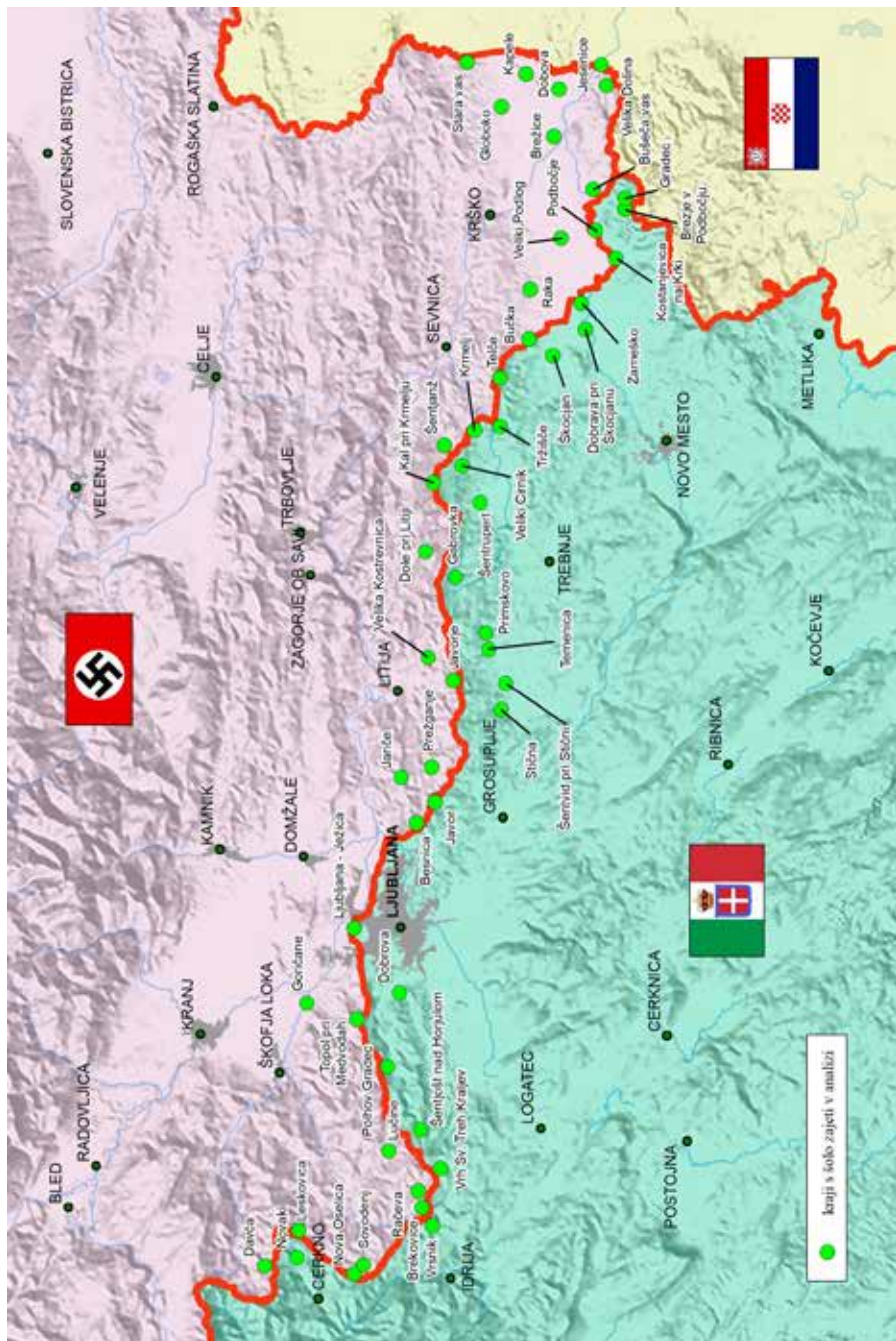 BLED
RADOVLJICA
KRANJ
ŠKOFJA LOKA
KAMNIK
DOMŽALE
VELENJE
CELJE
SLOVENSKA BISTRICA
ROGAŠKA SLATINA
ZAGORJE OB SAVI
TRBOVLJE
LITIJA
SEVNICA
KRŠKO
CERKNO
IDRIJA
LJUBLJANA
GROSUPLJE
TREBNJE
NOVO MESTO
METLIKA
LOGATEC
POSTOJNA
CERKNICA
RIBNICA
KOČEVJE
Davča
Novaki
Leskovica
Nova Oselica
Sovodenj
Račeva
Brekovice
Vrsnik
Vrh Sv. Treh Kraljev
Lučine
Šentjošt nad Horjulom
Polhov Gradec
Topol pri
Medvodah
Goričane
Dobrova
Ljubljana - Ježica
Besnica
Javor
Janče
Prežganje
Javorje
Velika Kostrevnica
Stična
Šentvid pri Stični
Temenica
Primskovo
Gabrovka
Dole pri Litiji
Kal pri Krmelju
Šentjanž
Krmelj
Veliki Cirnik
Šentrupert
Tržišče
Telče
Bučka
Škocjan
Dobrava pri
Škocjanu
Zameško
Raka
Veliki Podlog
Podbočje
Kostanjevica
na Krki
Brezje v
Podbočju
Gradec
Bušeča vas
Velika Dolina
Jesenice
Dobova
Kapele
Stara vas
Globoko
Brežice
kraji s šolo zajeti v analizi